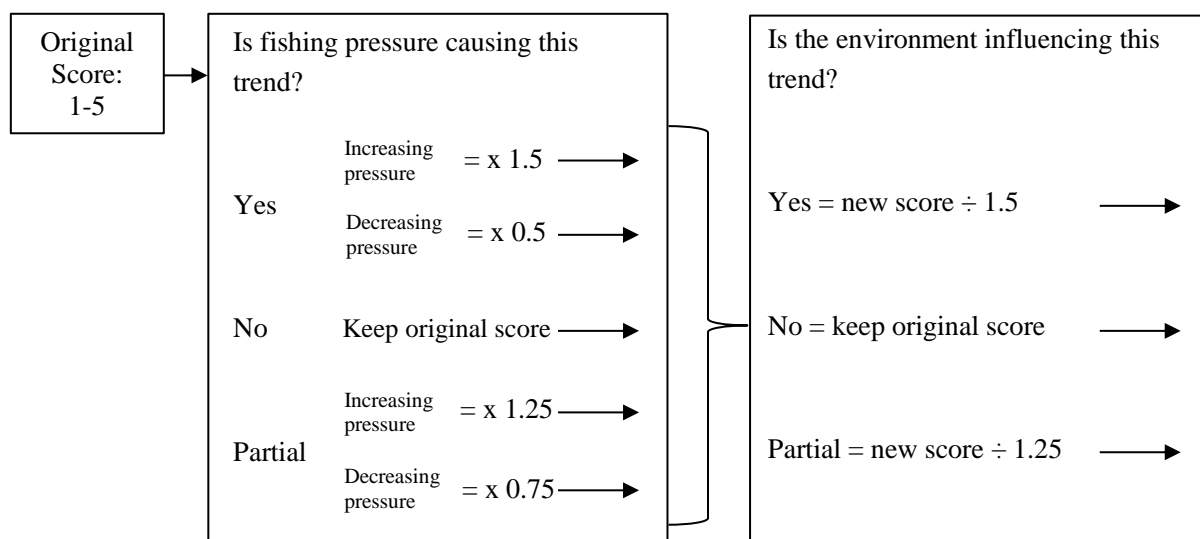 Original
Score:
1-5
Is fishing pressure causing this
trend?
Yes
Increasing
pressure
= x 1.5
Decreasing
pressure
= x 0.5
No
Keep original score
Partial
Increasing
pressure
= x 1.25
Decreasing
pressure
= x 0.75
Is the environment influencing this
trend?
Yes = new score ÷ 1.5
No = keep original score
Partial = new score ÷ 1.25